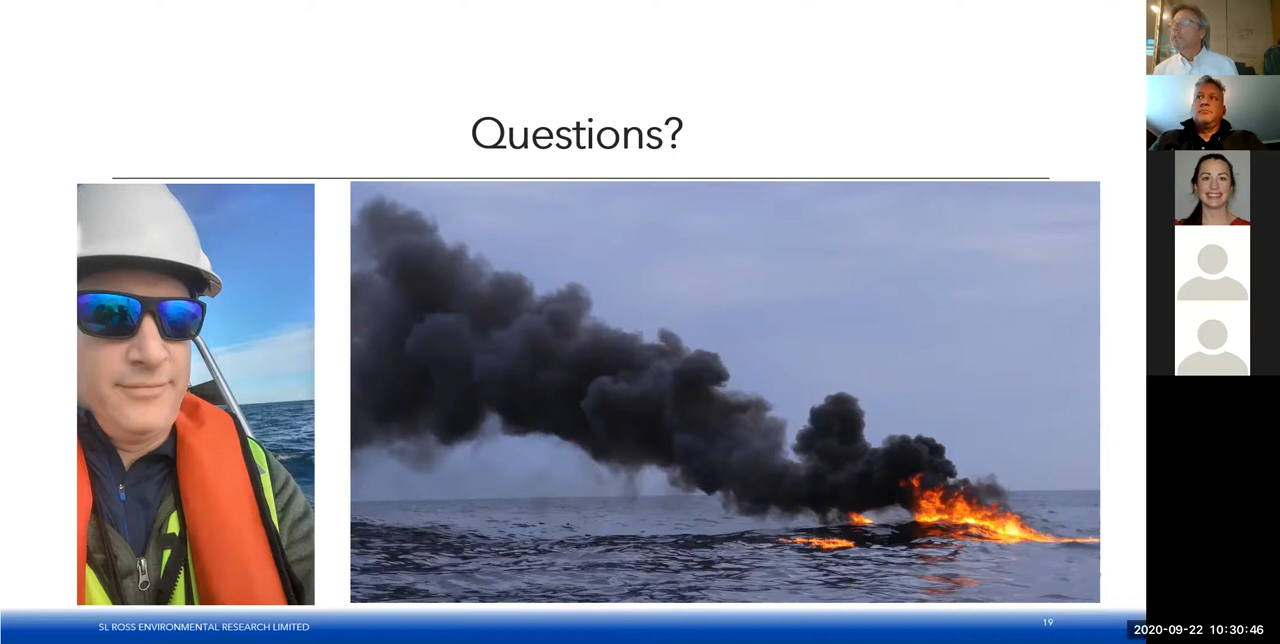 Questions?
SL ROSS ENVIRONMENTAL RESEARCH LIMITED
19
2020-09-22 10:30:46